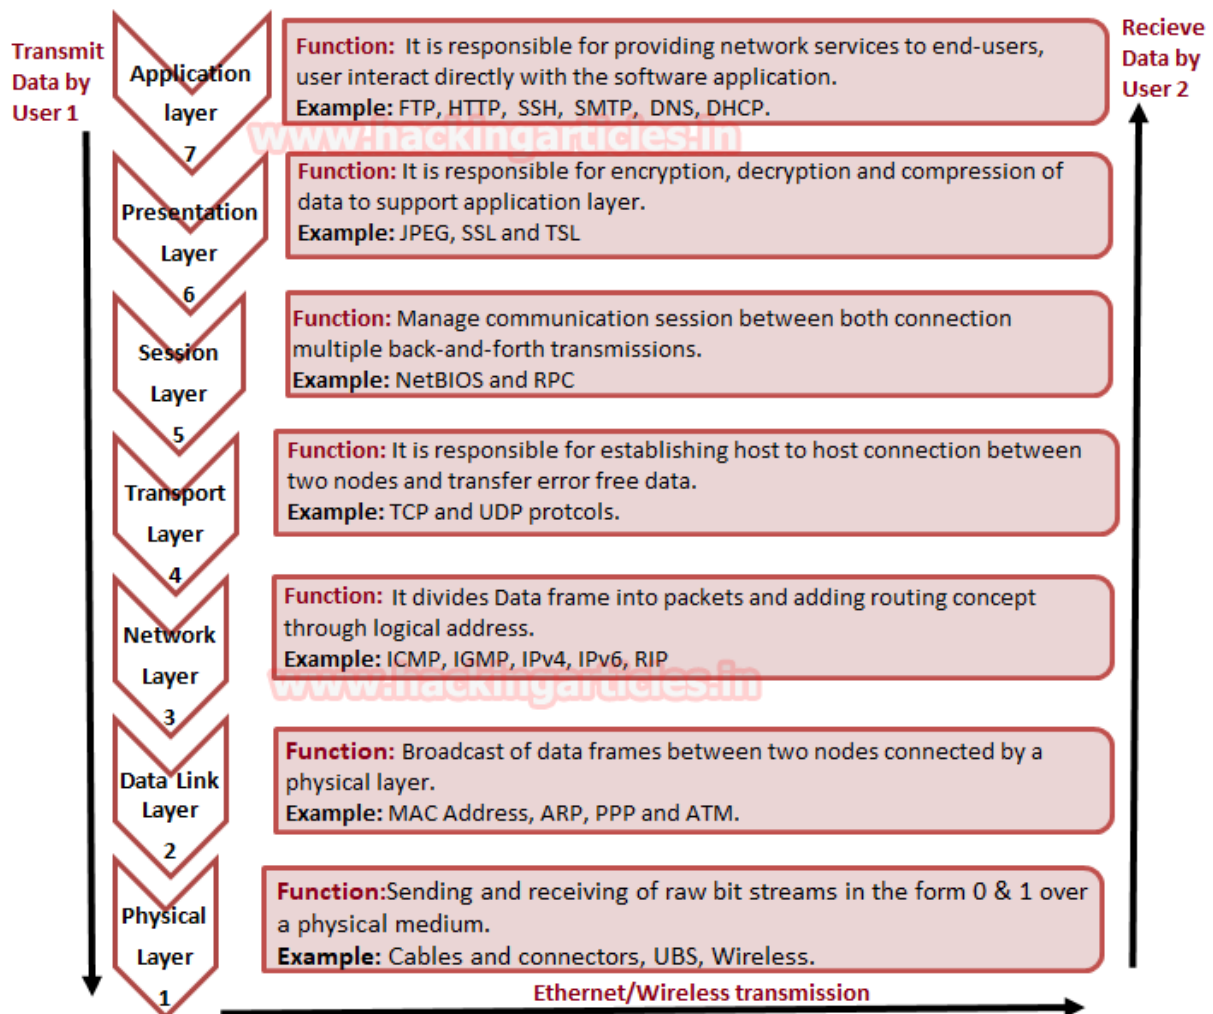 Transmit
Data by
User 1
Recieve
Data by
User 2
Application
layer
7
Function: It is responsible for providing network services to end-users,
user interact directly with the software application.
Example: FTP, HTTP, SSH, SMTP, DNS, DHCP.
www.hackingarticles.in
Presentation
Layer
6
Function: It is responsible for encryption, decryption and compression of
data to support application layer.
Example: JPEG, SSL and TSL
Session
Layer
5
Function: Manage communication session between both connection
multiple back-and-forth transmissions.
Example: NetBIOS and RPC
Transport
Layer
4
Function: It is responsible for establishing host to host connection between
two nodes and transfer error free data.
Example: TCP and UDP protcols.
Network
Layer
3
Function: It divides Data frame into packets and adding routing concept
through logical address.
Example: ICMP, IGMP, IPv4, IPv6, RIP
www.hackingarticles.in
Data Link
Layer
2
Function: Broadcast of data frames between two nodes connected by a
physical layer.
Example: MAC Address, ARP, PPP and ATM.
Physical
Layer
1
Function:Sending and receiving of raw bit streams in the form 0 & 1 over
a physical medium.
Example: Cables and connectors, UBS, Wireless.
Ethernet/Wireless transmission